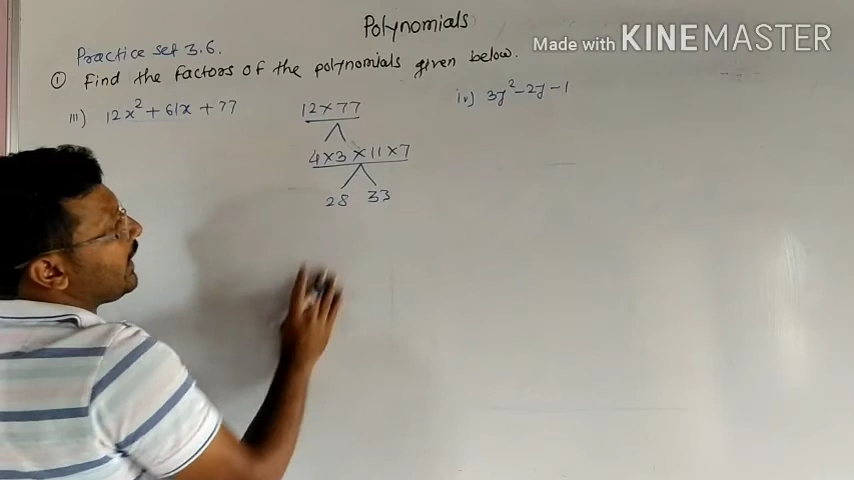 Polynomials
Made with KINEMASTER
Practice set 3.6.
① Find the factors of the polynomials given below.
iii) 12x² + 61x + 77
12 × 77
4 × 3 × 11 × 7
28 33
iv) 3y² - 2y - 1